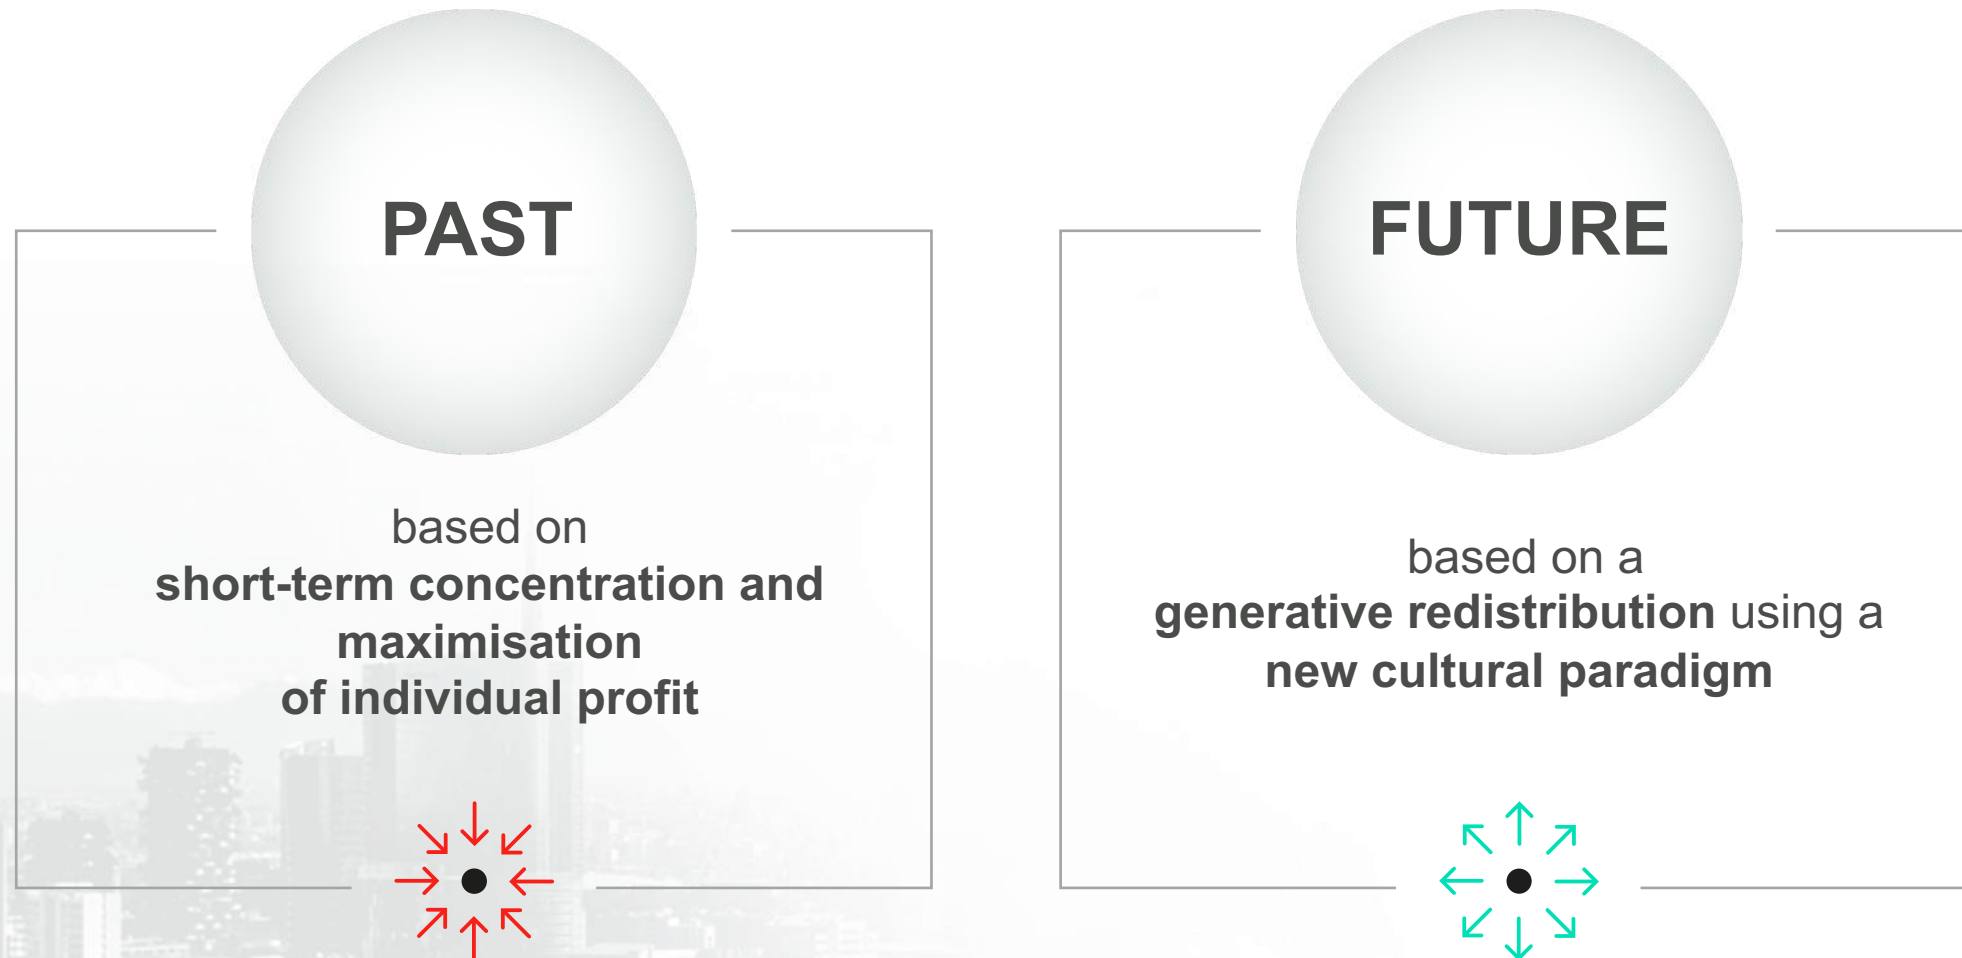 PAST
based on
short-term concentration and
maximisation
of individual profit
FUTURE
based on a
generative redistribution using a
new cultural paradigm